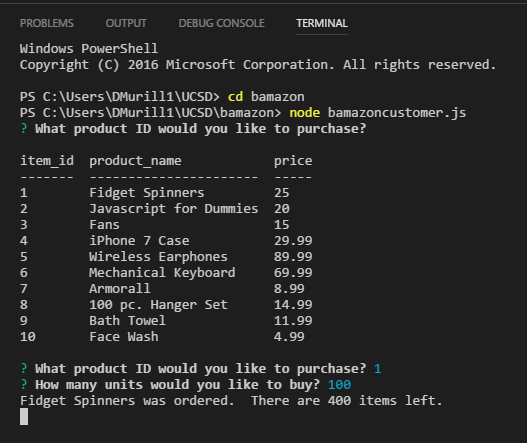 PROBLEMS OUTPUT DEBUG CONSOLE TERMINAL
Windows PowerShell
Copyright (C) 2016 Microsoft Corporation. All rights reserved.
PS C:\Users\DMurill1\UCSD> cd bamazon
PS C:\Users\DMurill1\UCSD\bamazon> node bamazoncustomer.js
? What product ID would you like to purchase?
item_id  product_name           price
-------  ---------------------  -----
1        Fidget Spinners        25
2        Javascript for Dummies  20
3        Fans                   15
4        iPhone 7 Case          29.99
5        Wireless Earphones     89.99
6        Mechanical Keyboard    69.99
7        Armorall               8.99
8        100 pc. Hanger Set     14.99
9        Bath Towel             11.99
10       Face Wash              4.99
? What product ID would you like to purchase? 1
? How many units would you like to buy? 100
Fidget Spinners was ordered.  There are 400 items left.